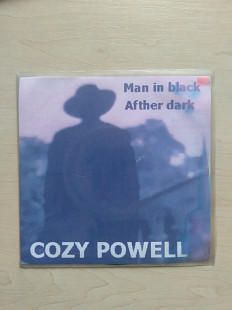 Man in black
Afther dark
COZY POWELL